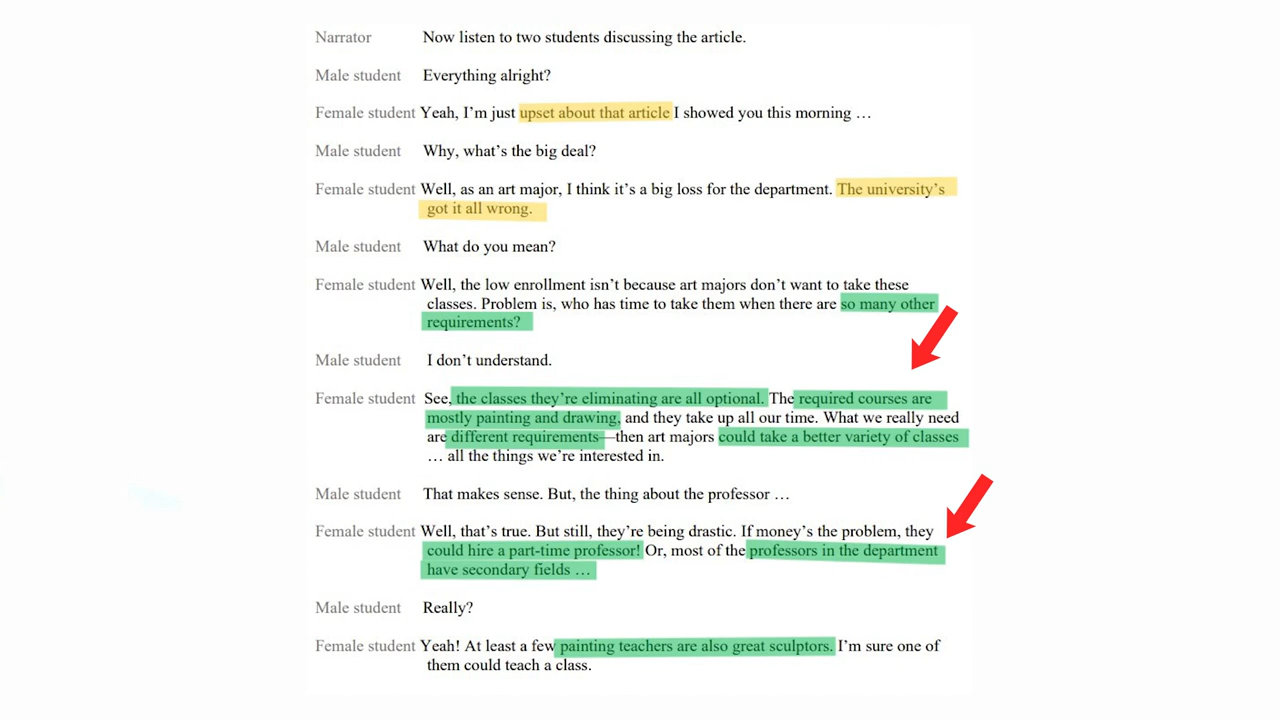 Narrator Now listen to two students discussing the article.
Male student Everything alright?
Female student Yeah, I'm just upset about that article I showed you this morning …
Male student Why, what's the big deal?
Female student Well, as an art major, I think it's a big loss for the department. The university's
got it all wrong.
Male student What do you mean?
Female student Well, the low enrollment isn't because art majors don't want to take these
classes. Problem is, who has time to take them when there are so many other
requirements?
Male student I don't understand.
Female student See, the classes they're eliminating are all optional. The required courses are
mostly painting and drawing, and they take up all our time. What we really need
are different requirements—then art majors could take a better variety of classes
… all the things we're interested in.
Male student That makes sense. But, the thing about the professor …
Female student Well, that's true. But still, they're being drastic. If money's the problem, they
could hire a part-time professor! Or, most of the professors in the department
have secondary fields …
Male student Really?
Female student Yeah! At least a few painting teachers are also great sculptors. I'm sure one of
them could teach a class.